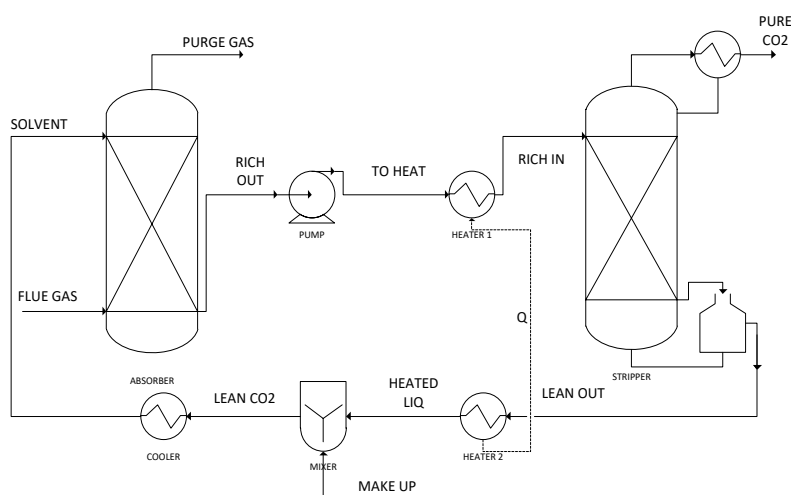 PURE
CO2
PURGE GAS
SOLVENT
RICH
OUT
TO HEAT
RICH IN
PUMP
HEATER 1
FLUE GAS
Q
STRIPPER
ABSORBER
LEAN CO2
HEATED
LIQ
LEAN OUT
COOLER
MIXER
HEATER 2
MAKE UP